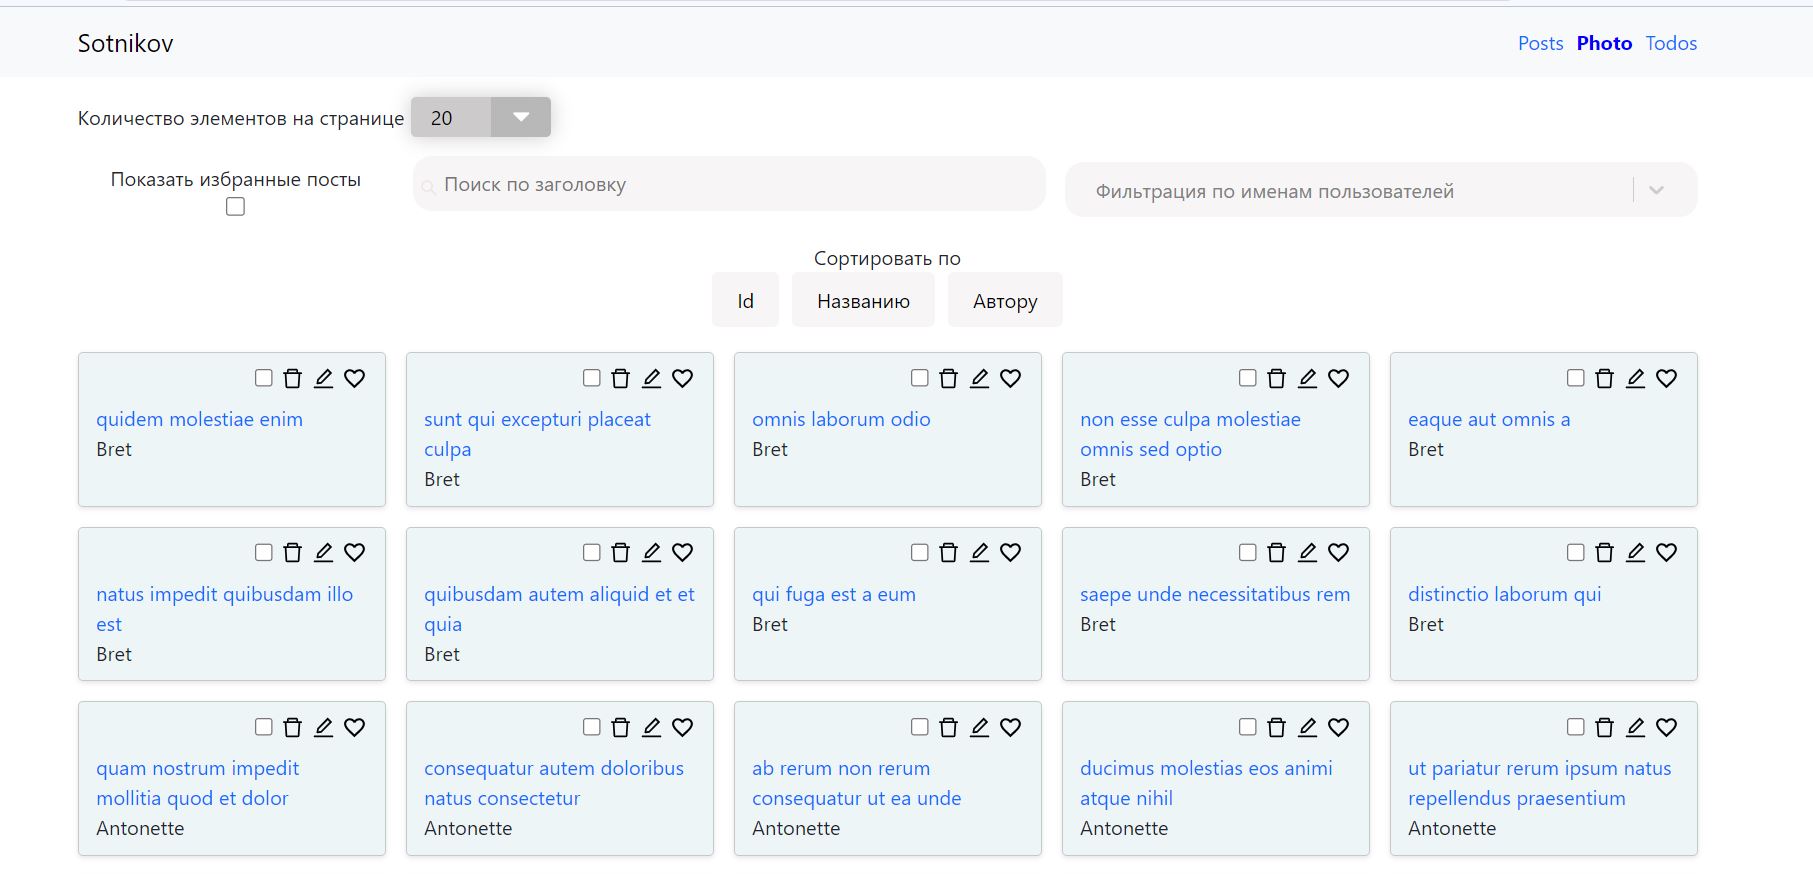 Sotnikov
Posts Photo Todos
Количество элементов на странице 20
Показать избранные посты
Поиск по заголовку
Фильтрация по именам пользователей
Сортировать по
Id Названию Автору
quidem molestiae enim
Bret
sunt qui excepturi placeat
culpa
Bret
omnis laborum odio
Bret
non esse culpa molestiae
omnis sed optio
Bret
eaque aut omnis a
Bret
natus impedit quibusdam illo
est
Bret
quibusdam autem aliquid et et
quia
Bret
qui fuga est a eum
Bret
saepe unde necessitatibus rem
Bret
distinctio laborum qui
Bret
quam nostrum impedit
mollitia quod et dolor
Antonette
consequatur autem doloribus
natus consectetur
Antonette
ab rerum non rerum
consequatur ut ea unde
Antonette
ducimus molestias eos animi
atque nihil
Antonette
ut pariatur rerum ipsum natus
repellendus praesentium
Antonette